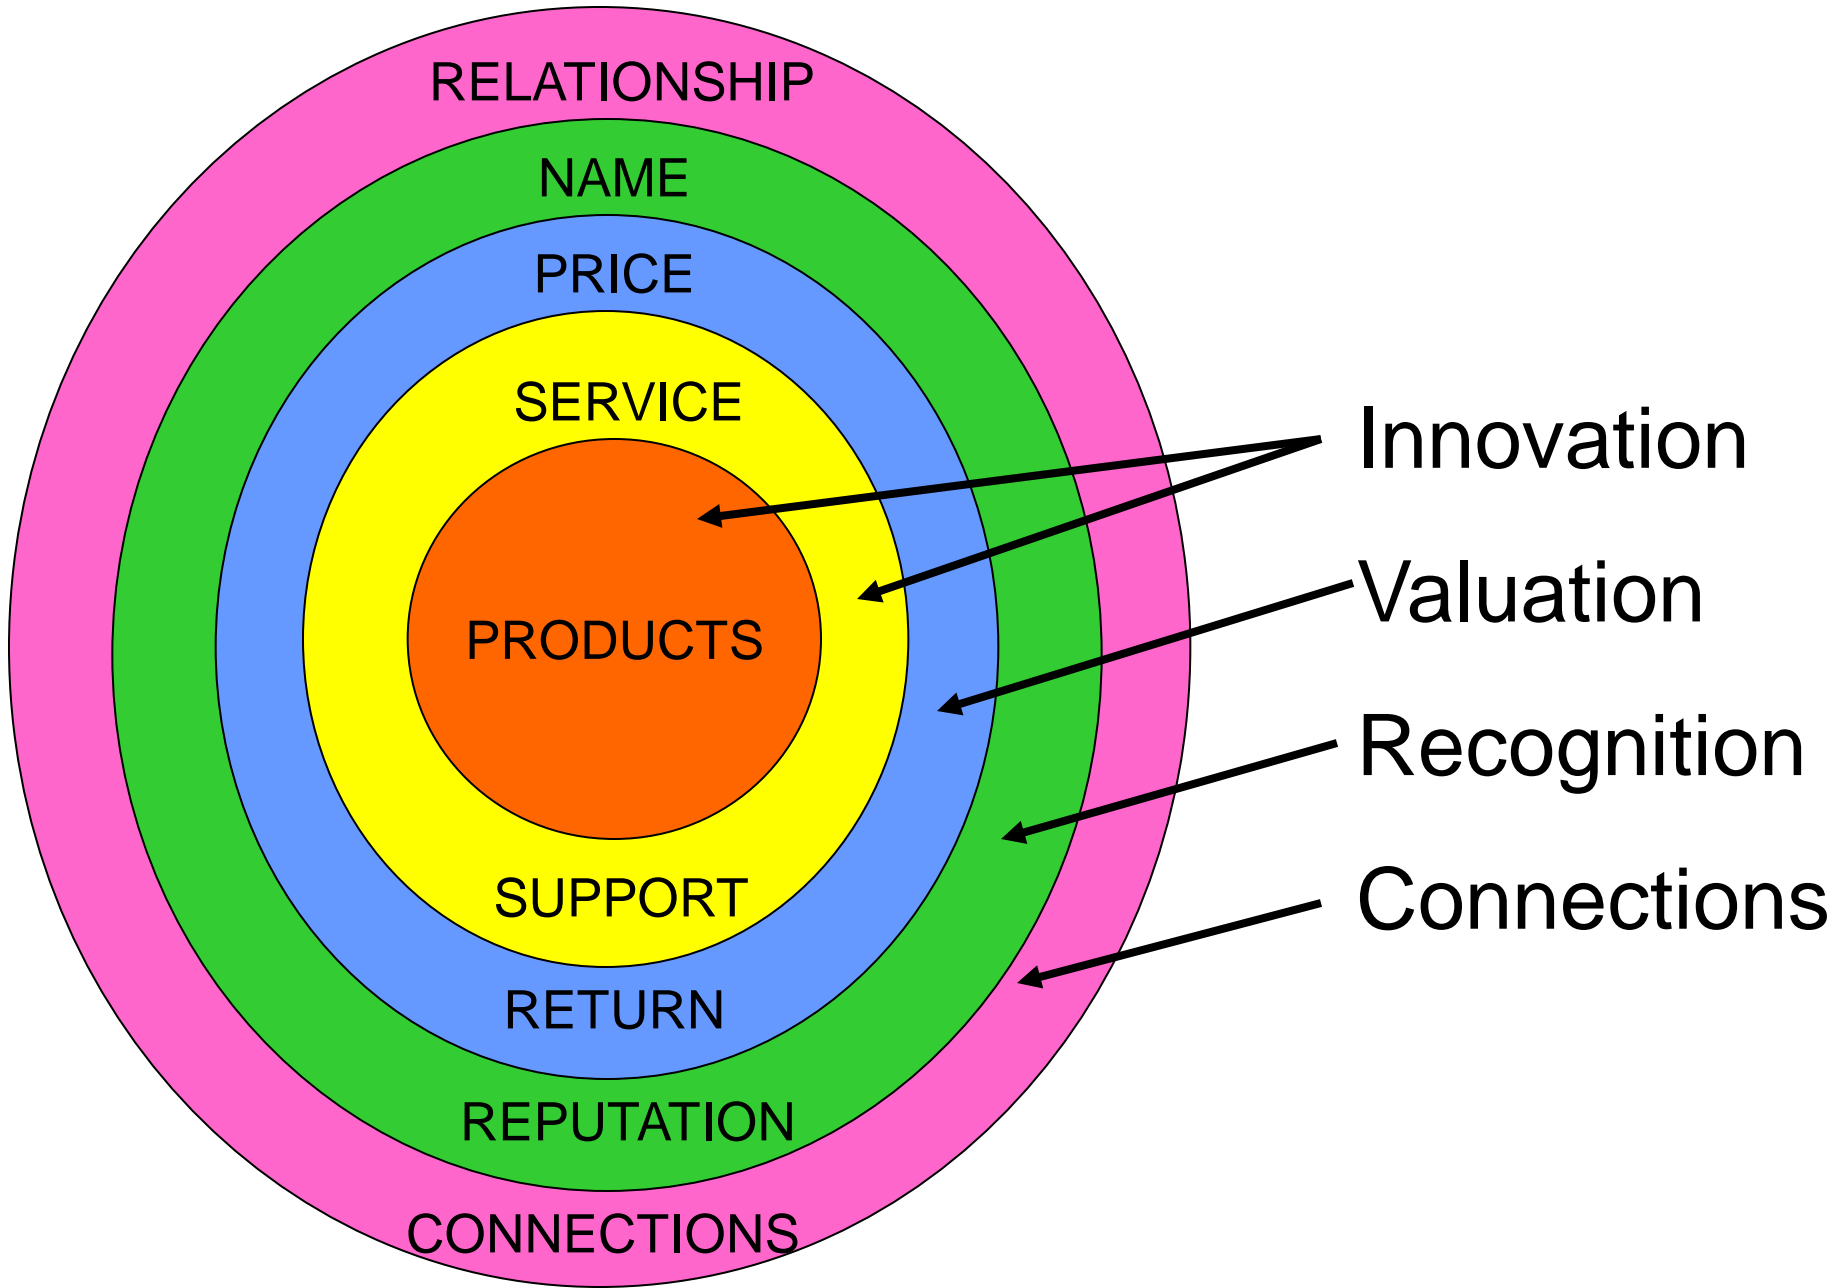 RELATIONSHIP
NAME
PRICE
SERVICE
PRODUCTS
SUPPORT
RETURN
REPUTATION
CONNECTIONS
Innovation
Valuation
Recognition
Connections